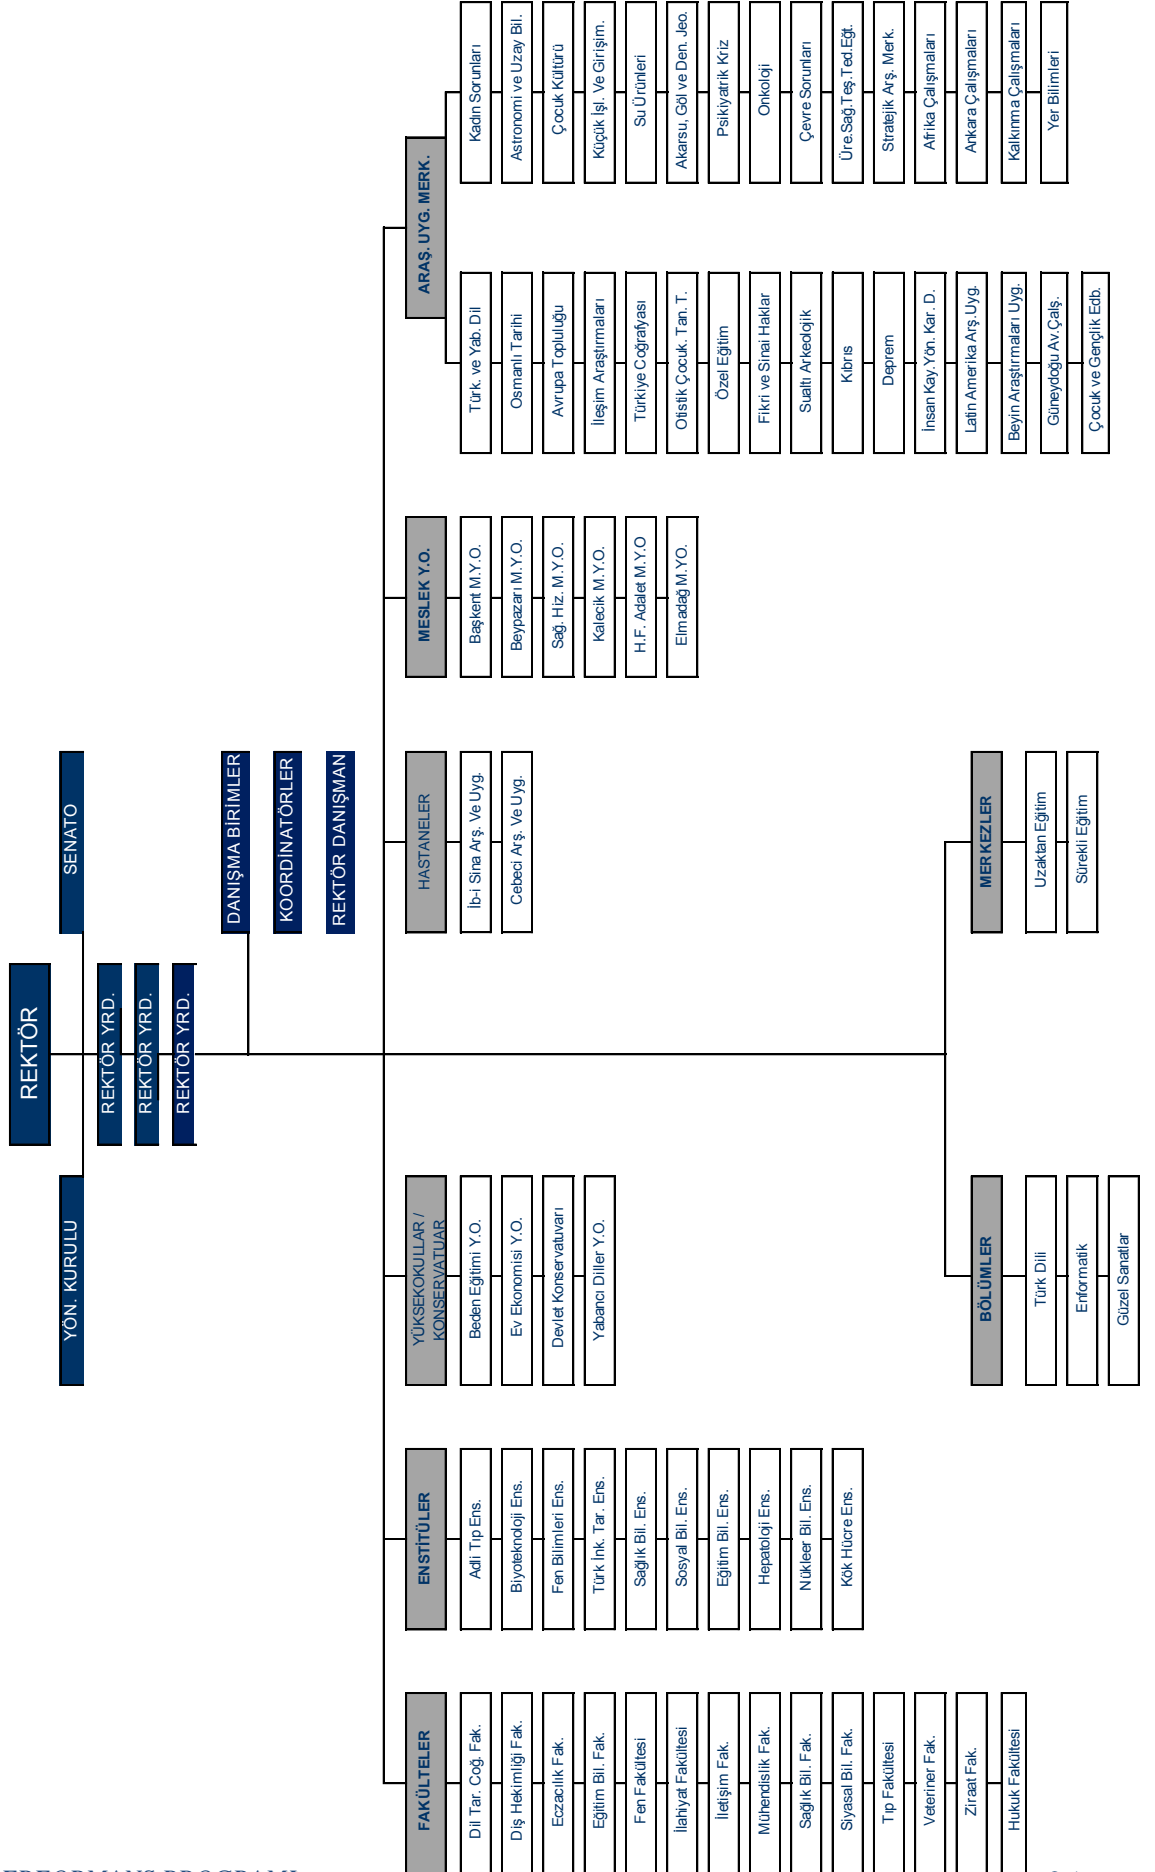 REKTÖR
YÖN. KURULU
SENATO
REKTÖR YRD.
REKTÖR YRD.
REKTÖR YRD.
DANIŞMA BİRİMLER
KOORDİNATÖRLER
REKTÖR DANIŞMAN
FAKÜLTELER
Dil Tar. Coğ. Fak.
Diş Hekimliği Fak.
Eczacılık Fak.
Eğitim Bil. Fak.
Fen Fakültesi
İlahiyat Fakültesi
İletişim Fak.
Mühendislik Fak.
Sağlık Bil. Fak.
Siyasal Bil. Fak.
Tıp Fakültesi
Veteriner Fak.
Ziraat Fak.
Hukuk Fakültesi
ENSTİTÜLER
Adli Tıp Ens.
Biyoteknoloji Ens.
Fen Bilimleri Ens.
Türk İnk. Tar. Ens.
Sağlık Bil. Ens.
Sosyal Bil. Ens.
Eğitim Bil. Ens.
Hepatoloji Ens.
Nükleer Bil. Ens.
Kök Hücre Ens.
YÜKSEKOKULLAR /
KONSERVATUAR
Beden Eğitimi Y.O.
Ev Ekonomisi Y.O.
Devlet Konservatuvarı
Yabancı Diller Y.O.
HASTANELER
İb-i Sina Arş. Ve Uyg.
Cebeci Arş. Ve Uyg.
MESLEK Y.O.
Başkent M.Y.O.
Beypazarı M.Y.O.
Sağ. Hiz. M.Y.O.
Kalecik M.Y.O.
H.F. Adalet M.Y.O
Elmadağ M.YO.
ARAŞ. UYG. MERK.
Türk. ve Yab. Dil
Osmanlı Tarihi
Avrupa Topluluğu
İleşim Araştırmaları
Türkiye Coğrafyası
Otistik Çocuk. Tan. T.
Özel Eğitim
Fikri ve Sinai Haklar
Sualtı Arkeolojik
Kıbrıs
Deprem
İnsan Kay.Yön. Kar. D.
Latin Amerika Arş.Uyg.
Beyin Araştırmaları Uyg.
Güneydoğu Av.Çalş.
Çocuk ve Gençlik Edb.
Kadın Sorunları
Astronomi ve Uzay Bil.
Çocuk Kültürü
Küçük İşl. Ve Girişim.
Su Ürünleri
Akarsu, Göl ve Den. Jeo.
Psikiyatrik Kriz
Onkoloji
Çevre Sorunları
Üre.Sağ.Teş.Ted.Eğt.
Stratejik Arş. Merk.
Afrika Çalışmaları
Ankara Çalışmaları
Kalkınma Çalışmaları
Yer Bilimleri
BÖLÜMLER
Türk Dili
Enformatik
Güzel Sanatlar
MERKEZLER
Uzaktan Eğitim
Sürekli Eğitim